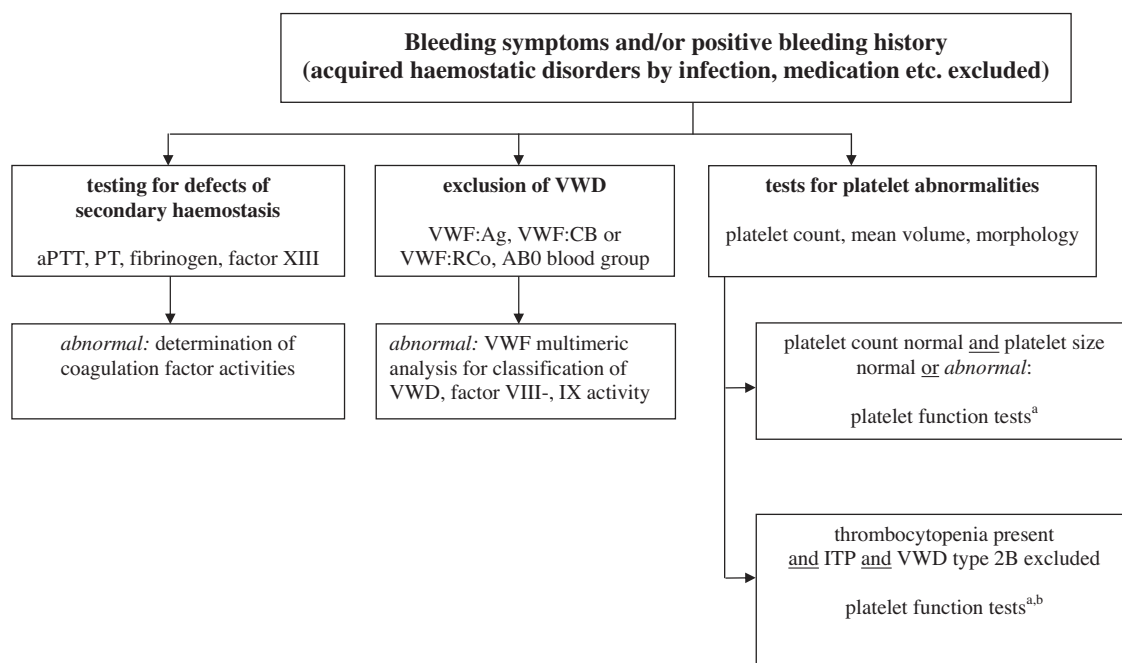 Bleeding symptoms and/or positive bleeding history
(acquired haemostatic disorders by infection, medication etc. excluded)
testing for defects of
secondary haemostasis
aPTT, PT, fibrinogen, factor XIII
exclusion of VWD
VWF:Ag, VWF:CB or
VWF:RCo, AB0 blood group
tests for platelet abnormalities
platelet count, mean volume, morphology
abnormal: determination of
coagulation factor activities
abnormal: VWF multimeric
analysis for classification of
VWD, factor VIII-, IX activity
platelet count normal and platelet size
normal or abnormal:
platelet function testsᵃ
thrombocytopenia present
and ITP and VWD type 2B excluded
platelet function testsᵃ,ᵇ